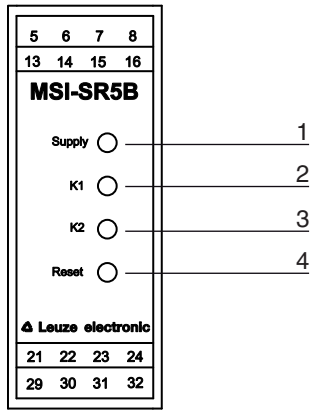 5 6 7 8
13 14 15 16
MSI-SR5B
Supply 1
K1 2
K2 3
Reset 4
Leuze electronic
21 22 23 24
29 30 31 32